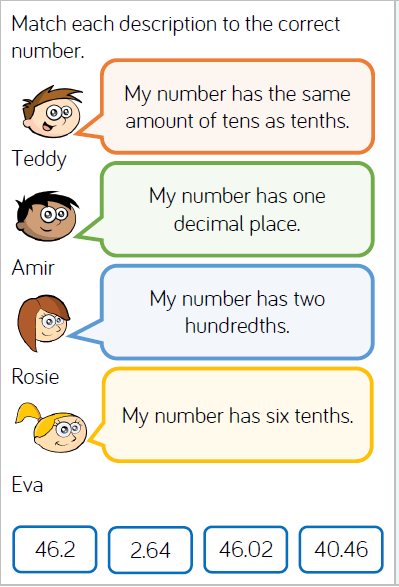 Match each description to the correct
number.
My number has the same
amount of tens as tenths.
Teddy
My number has one
decimal place.
Amir
My number has two
hundredths.
Rosie
My number has six tenths.
Eva
46.2 2.64 46.02 40.46